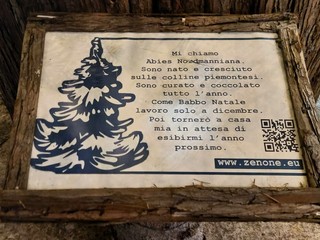 Mi chiamo
Abies Nowdmanniana.
Sono nato e cresciuto
sulle colline piemontesi.
Sono curato e coccolato
tutto l'anno.
Come Babbo Natale
lavoro solo a dicembre.
Poi tornerò a casa
mia in attesa di
esibirmi l'anno
prossimo.
www.zenone.eu